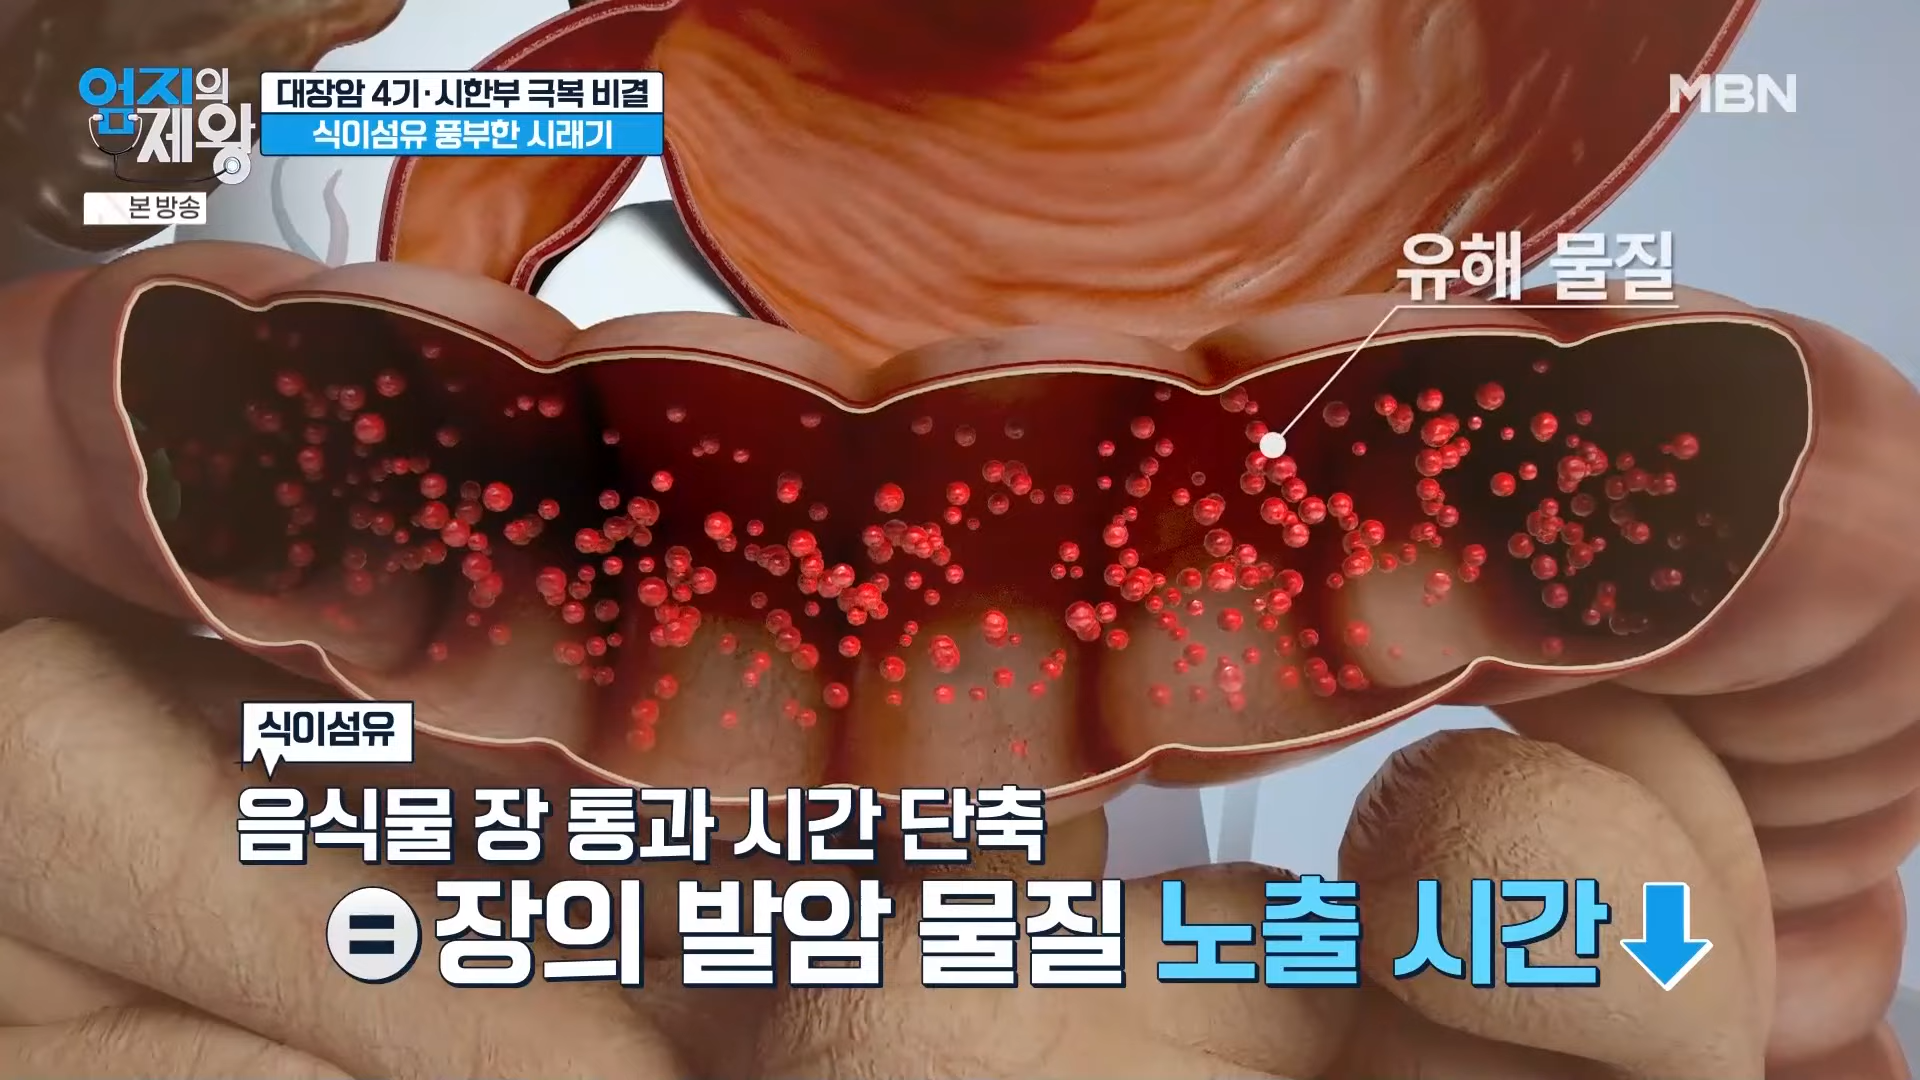 엄지의
제왕
대장암 4기·시한부 극복 비결
식이섬유 풍부한 시래기
본방송
MBN
유해 물질
식이섬유
음식물 장 통과 시간 단축
= 장의 발암 물질 노출 시간↓